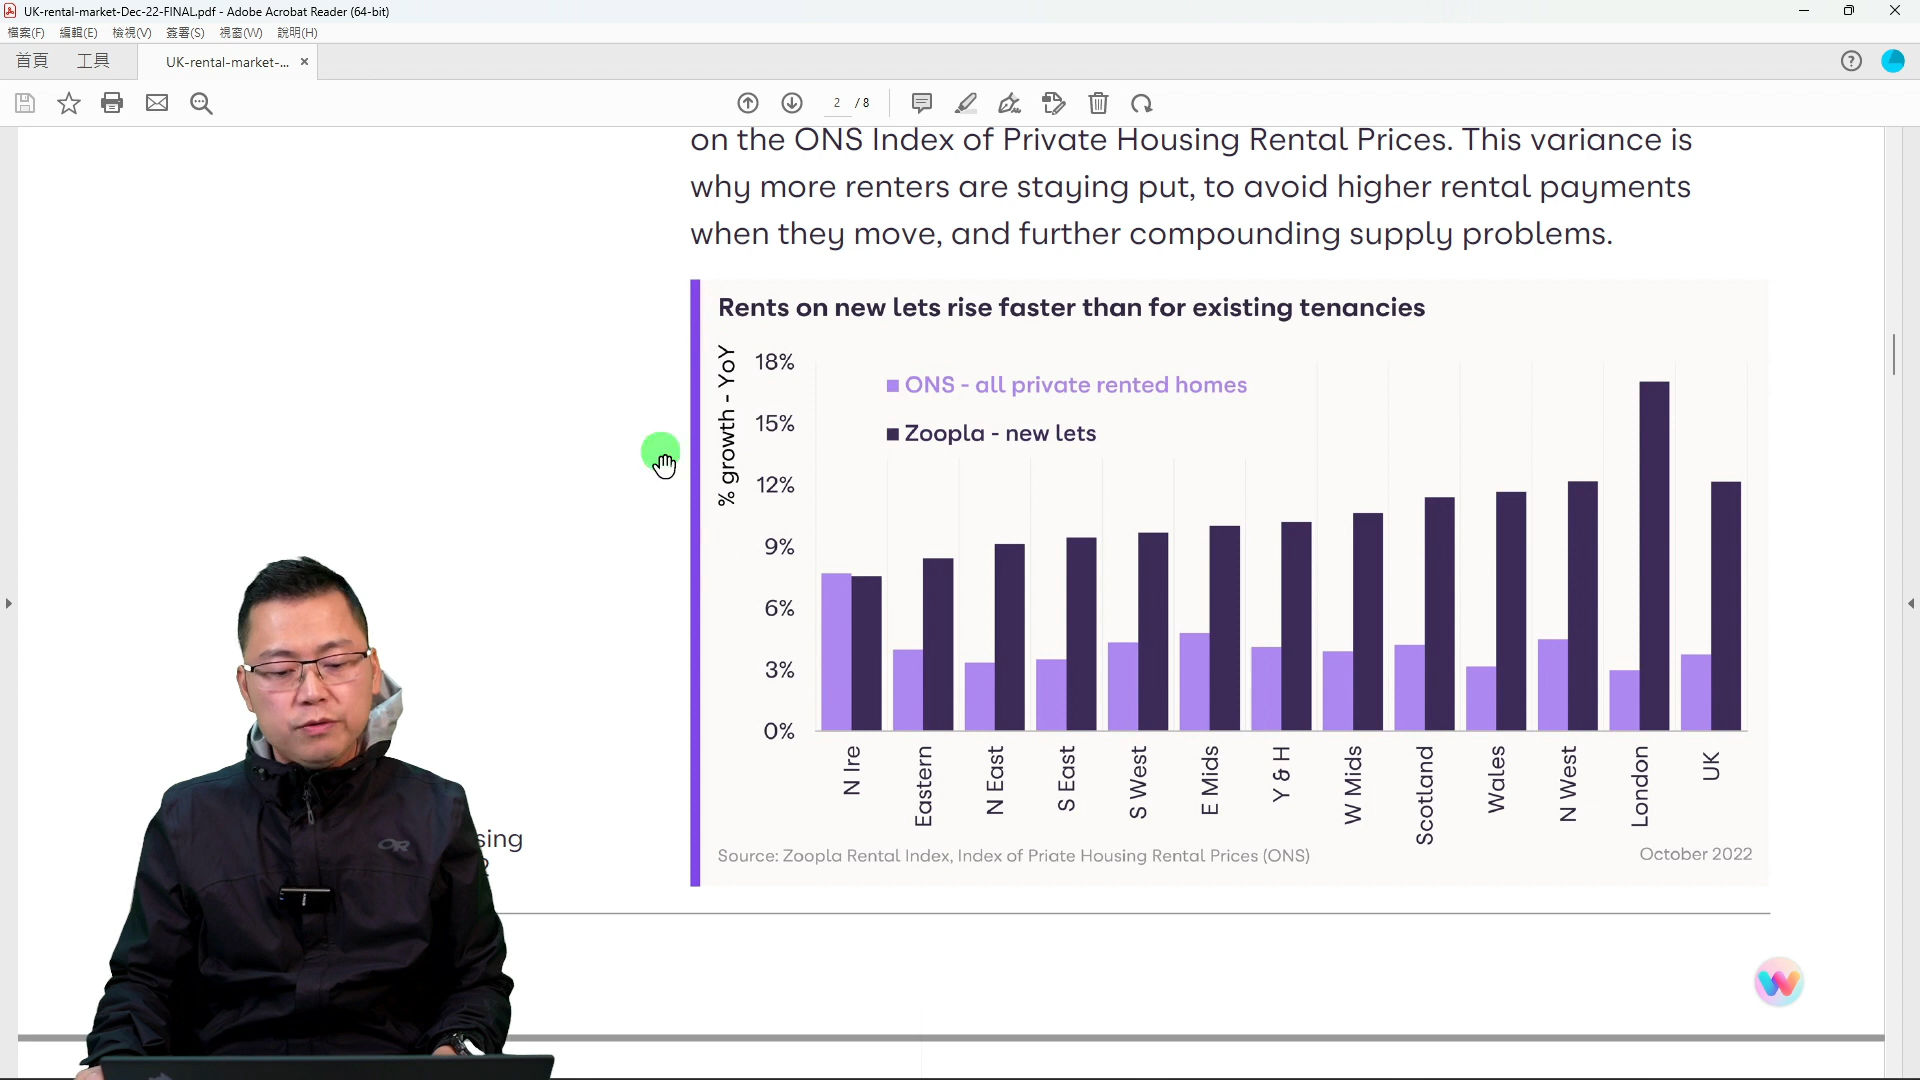 UK-rental-market-Dec-22-FINAL.pdf - Adobe Acrobat Reader (64-bit)
檔案(F) 編輯(E) 檢視(V) 簽署(S) 視窗(W) 說明(H)
首頁 工具 UK-rental-market-... ×
2 / 8
on the ONS Index of Private Housing Rental Prices. This variance is
why more renters are staying put, to avoid higher rental payments
when they move, and further compounding supply problems.
Rents on new lets rise faster than for existing tenancies
% growth - YoY
18%
15%
12%
9%
6%
3%
0%
ONS - all private rented homes
Zoopla - new lets
N Ire
Eastern
N East
S East
S West
E Mids
Y & H
W Mids
Scotland
Wales
N West
London
UK
Source: Zoopla Rental Index, Index of Priate Housing Rental Prices (ONS)
October 2022
sing
OR
W